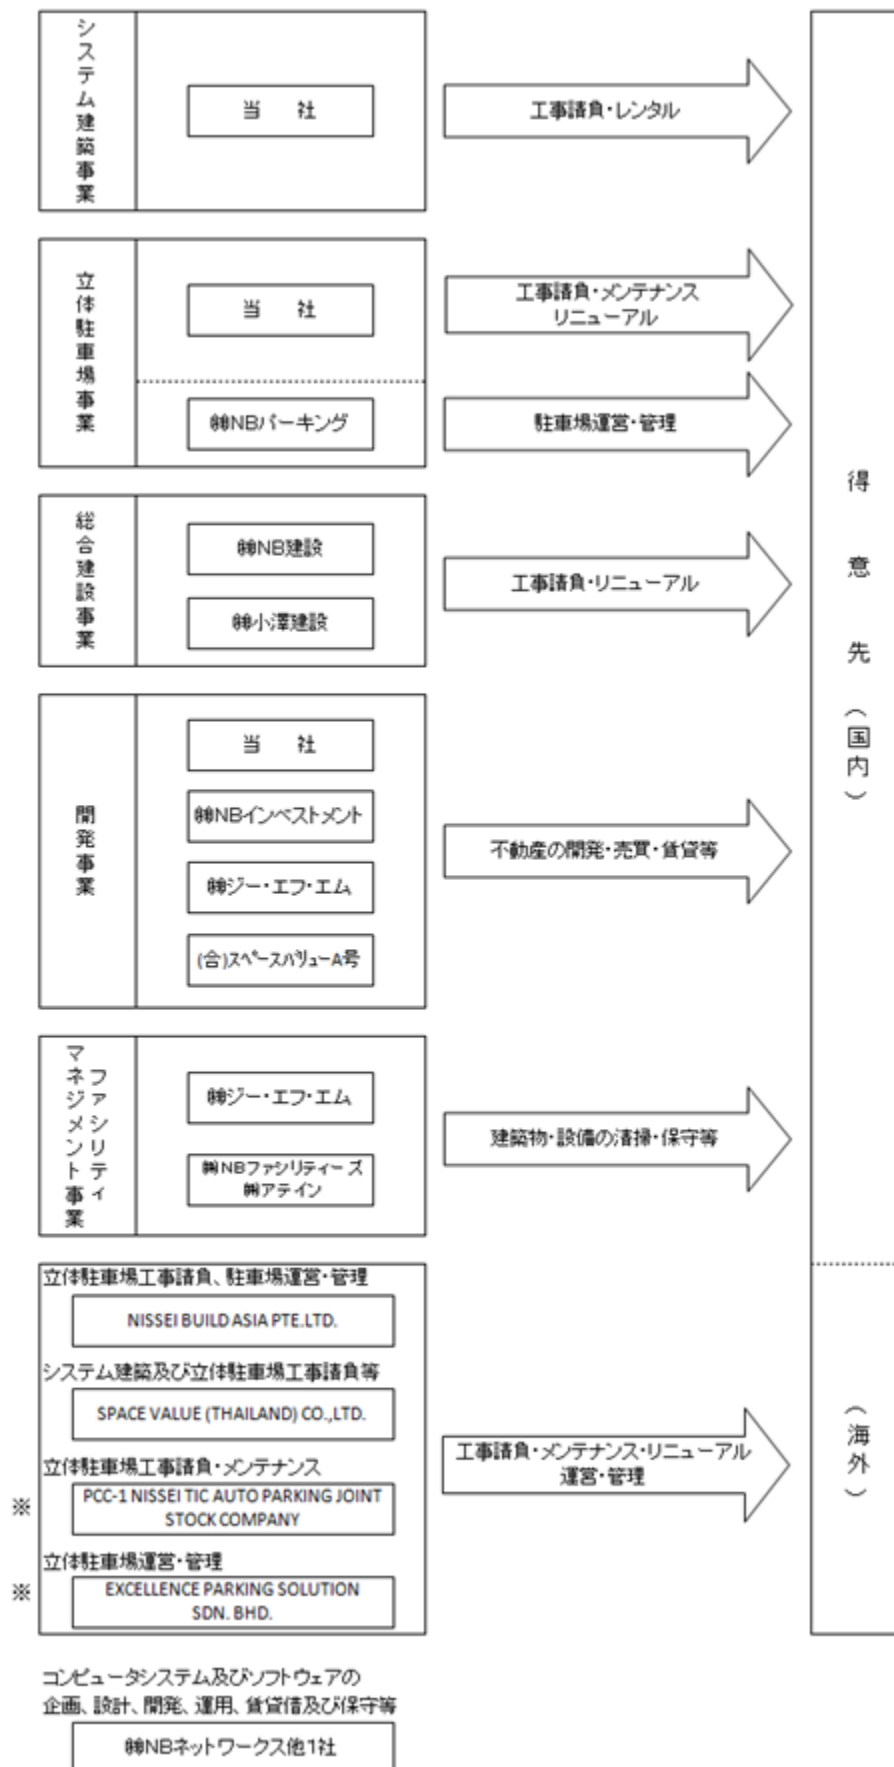 システム建築事業
当 社
工事請負・レンタル
立体駐車場事業
当 社
工事請負・メンテナンス
リニューアル
㈱NBパーキング
駐車場運営・管理
総合建設事業
㈱NB建設
㈱小澤建設
工事請負・リニューアル
開発事業
当 社
㈱NBインベストメント
㈱ジー・エフ・エム
(合)スペースバリューA号
不動産の開発・売買・賃貸等
ファシリティ
マネジメント事業
㈱ジー・エフ・エム
㈱NBファシリティーズ
㈱アテイン
建築物・設備の清掃・保守等
得意先(国内)
立体駐車場工事請負、駐車場運営・管理
NISSEI BUILD ASIA PTE.LTD.
システム建築及び立体駐車場工事請負等
SPACE VALUE (THAILAND) CO.,LTD.
立体駐車場工事請負・メンテナンス
※
PCC-1 NISSEI TIC AUTO PARKING JOINT
STOCK COMPANY
立体駐車場運営・管理
※
EXCELLENCE PARKING SOLUTION
SDN. BHD.
工事請負・メンテナンス・リニューアル
運営・管理
(海外)
コンピュータシステム及びソフトウェアの
企画、設計、開発、運用、賃貸借及び保守等
㈱NBネットワークス他1社